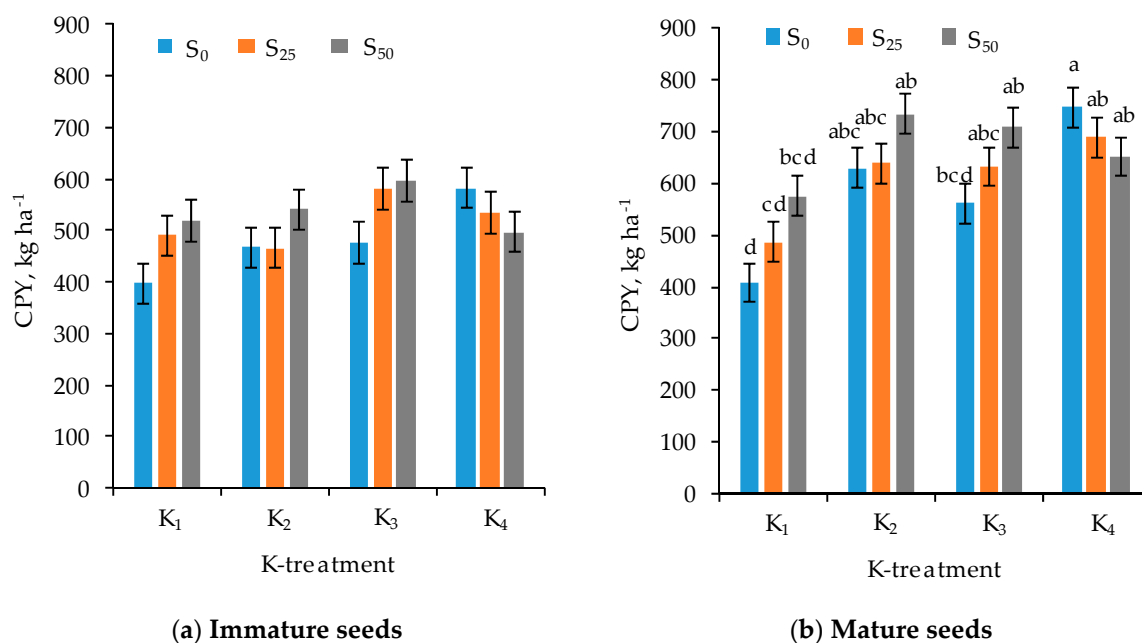 900
800
700
600
500
400
300
200
100
0
CPY, kg ha⁻¹
S₀ S₂₅ S₅₀
K₁ K₂ K₃ K₄
K-treatment
(a) Immature seeds
900
800
700
600
500
400
300
200
100
0
CPY, kg ha⁻¹
S₀ S₂₅ S₅₀
d cd bcd abc abc ab bcd abc ab a ab ab
K₁ K₂ K₃ K₄
K-treatment
(b) Mature seeds